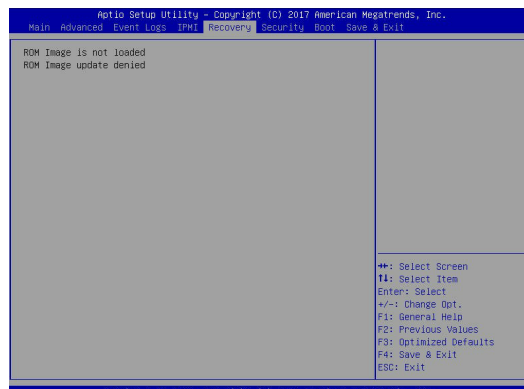 Aptio Setup Utility – Copyright (C) 2017 American Megatrends, Inc.
Main Advanced Event Logs IPMI Recovery Security Boot Save & Exit
ROM Image is not loaded
ROM Image update denied
→←: Select Screen
↑↓: Select Item
Enter: Select
+/-: Change Opt.
F1: General Help
F2: Previous Values
F3: Optimized Defaults
F4: Save & Exit
ESC: Exit